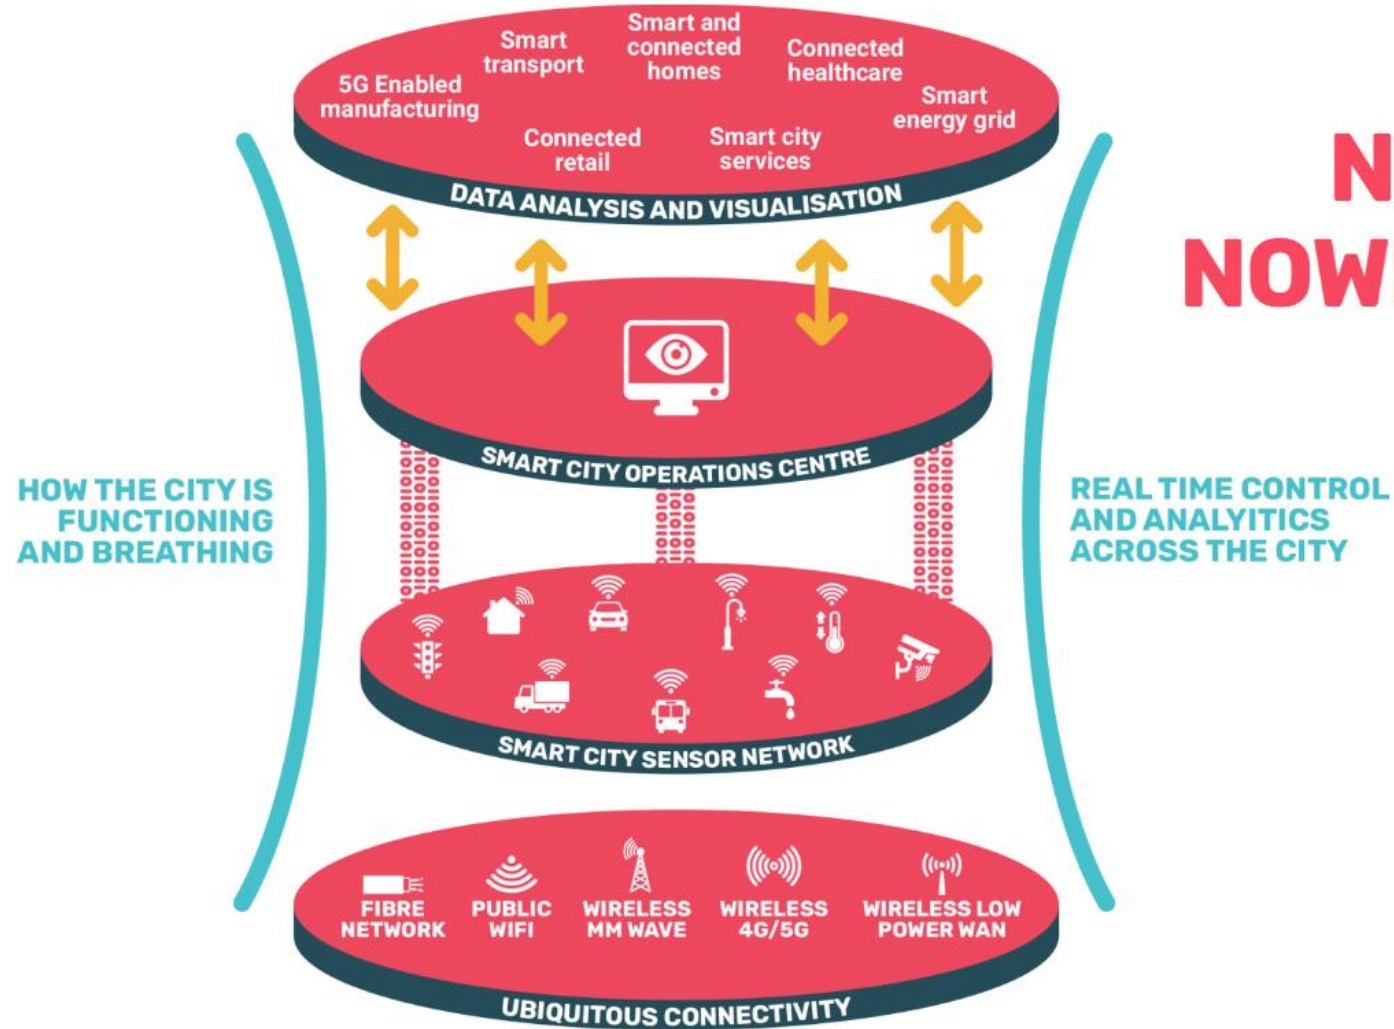 5G Enabled
manufacturing
Smart
transport
Smart and
connected
homes
Connected
healthcare
Smart
energy grid
Connected
retail
Smart city
services
DATA ANALYSIS AND VISUALISATION
N
NOW
SMART CITY OPERATIONS CENTRE
HOW THE CITY IS
FUNCTIONING
AND BREATHING
REAL TIME CONTROL
AND ANALYITICS
ACROSS THE CITY
SMART CITY SENSOR NETWORK
FIBRE
NETWORK
PUBLIC
WIFI
WIRELESS
MM WAVE
WIRELESS
4G/5G
WIRELESS LOW
POWER WAN
UBIQUITOUS CONNECTIVITY